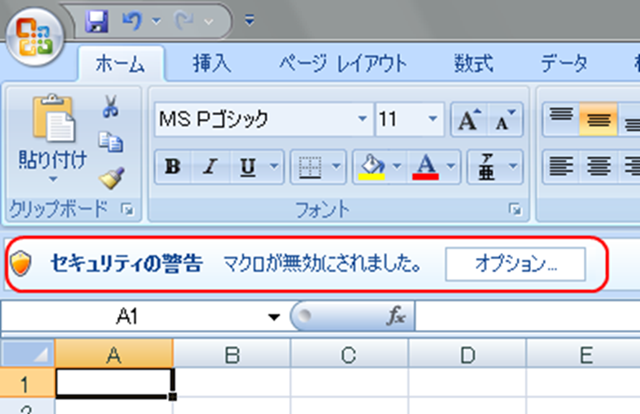 ホーム 挿入 ページ レイアウト 数式 データ
MS Pゴシック 11 A A
貼り付け B I U A ア亜
クリップボード フォント
セキュリティの警告 マクロが無効にされました。 オプション...
A1 fx
A B C D E
1